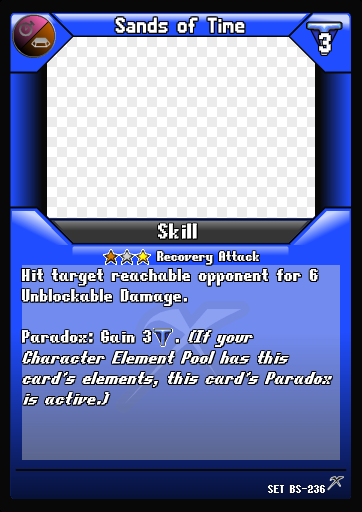 Sands of Time
3
Skill
Recovery Attack
Hit target reachable opponent for 6
Unblockable Damage.
Paradox: Gain 3. (If your
Character Element Pool has this
card's elements, this card's Paradox
is active.)
SET BS-236